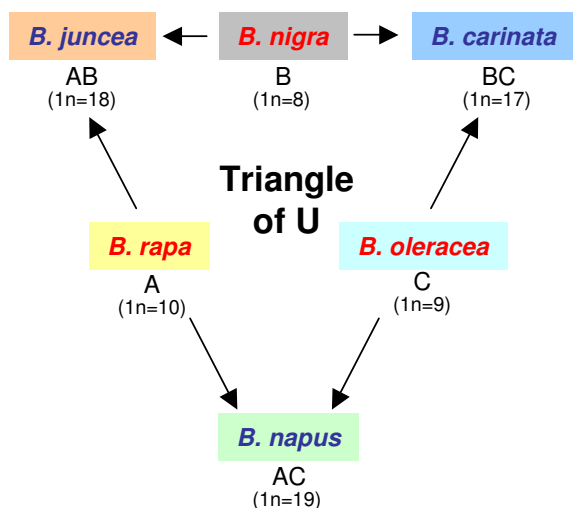 B. juncea
AB
(1n=18)
B. nigra
B
(1n=8)
B. carinata
BC
(1n=17)
Triangle
of U
B. rapa
A
(1n=10)
B. oleracea
C
(1n=9)
B. napus
AC
(1n=19)